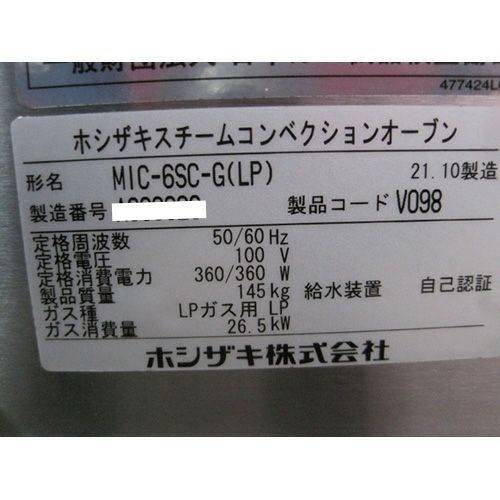 477424L
ホシザキスチームコンベクションオーブン
形名 MIC-6SC-G(LP) 21.10製造
製造番号 製品コード V098
定格周波数 50/60 Hz
定格電圧 100 V
定格消費電力 360/360 W
製品質量 145kg 給水装置 自己認証
ガス種 LPガス用 LP
ガス消費量 26.5kW
ホシザキ株式会社